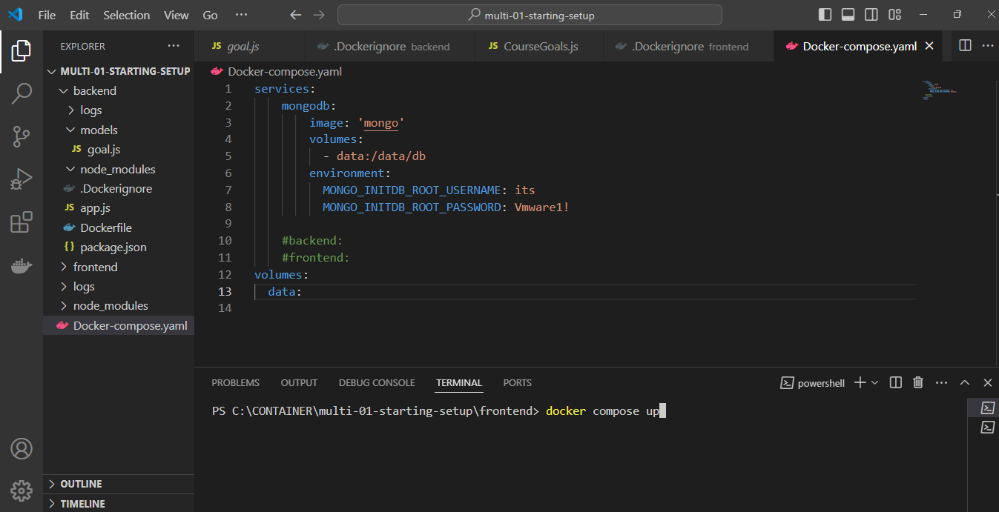 File Edit Selection View Go ···
multi-01-starting-setup
EXPLORER ···
MULTI-01-STARTING-SETUP
backend
logs
models
JS goal.js
node_modules
.Dockerignore
JS app.js
Dockerfile
{} package.json
frontend
logs
node_modules
Docker-compose.yaml
OUTLINE
TIMELINE
JS goal.js
.Dockerignore backend
JS CourseGoals.js
.Dockerignore frontend
Docker-compose.yaml
Docker-compose.yaml
1 services:
2 mongodb:
3 image: 'mongo'
4 volumes:
5 - data:/data/db
6 environment:
7 MONGO_INITDB_ROOT_USERNAME: its
8 MONGO_INITDB_ROOT_PASSWORD: Vmware1!
9
10 #backend:
11 #frontend:
12 volumes:
13 data:
14
PROBLEMS OUTPUT DEBUG CONSOLE TERMINAL PORTS
powershell
PS C:\CONTAINER\multi-01-starting-setup\frontend> docker compose up